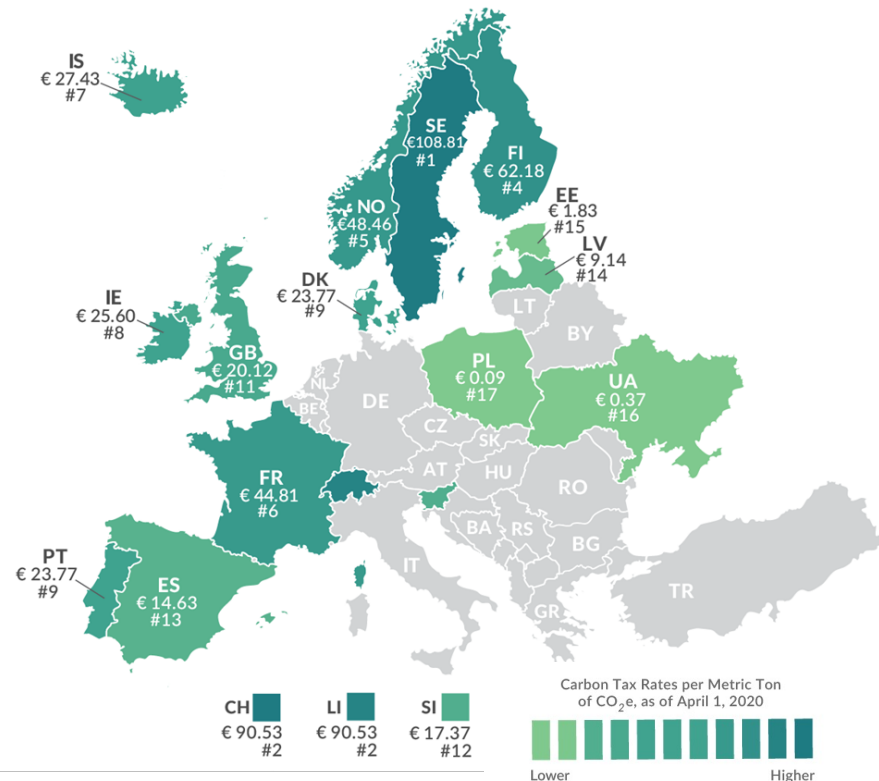 IS
€ 27.43
#7
SE
€108.81
#1
FI
€ 62.18
#4
NO
€48.46
#5
EE
€ 1.83
#15
LV
€ 9.14
#14
DK
€ 23.77
#9
IE
€ 25.60
#8
GB
€ 20.12
#11
LT
BY
NL
BE
DE
PL
€ 0.09
#17
UA
€ 0.37
#16
CZ
SK
AT
HU
RO
FR
€ 44.81
#6
BA
RS
BG
IT
GR
TR
PT
€ 23.77
#9
ES
€ 14.63
#13
CH
€ 90.53
#2
LI
€ 90.53
#2
SI
€ 17.37
#12
Carbon Tax Rates per Metric Ton
of CO2e, as of April 1, 2020
Lower
Higher